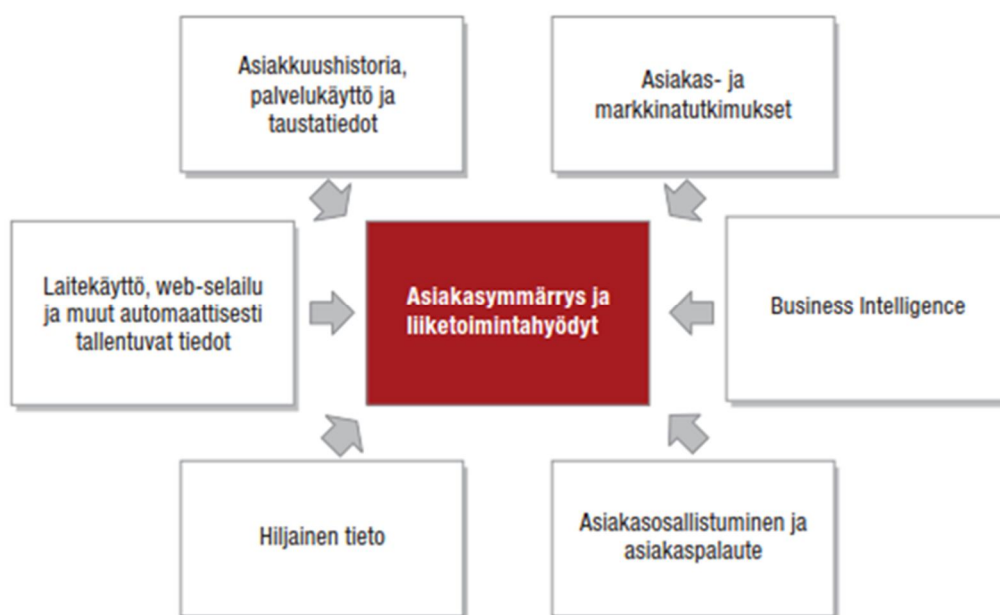 Asiakkuushistoria,
palvelukäyttö ja
taustatiedot
Asiakas- ja
markkinatutkimukset
Laitekäyttö, web-selailu
ja muut automaattisesti
tallentuvat tiedot
Asiakasymmärrys ja
liiketoimintahyödyt
Business Intelligence
Hiljainen tieto
Asiakasosallistuminen ja
asiakaspalaute